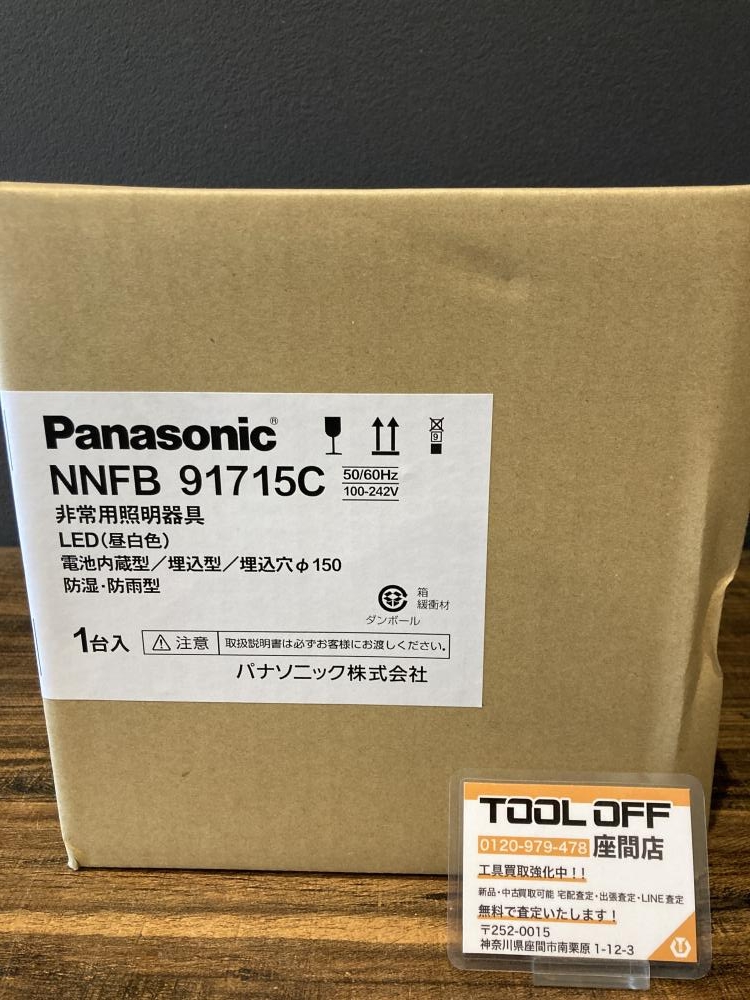 Panasonic®
NNFB 91715C
50/60Hz
100-242V
非常用照明器具
LED(昼白色)
電池内蔵型/埋込型/埋込穴φ150
防湿・防雨型
9
箱
緩衝材
ダンボール
1台入
注意
取扱説明書は必ずお客様にお渡しください。
パナソニック株式会社
TOOL OFF
0120-979-478 座間店
工具買取強化中!!
新品・中古買取可能 宅配査定・出張査定・LINE査定
無料で査定いたします!
〒252-0015
神奈川県座間市南栗原 1-12-3